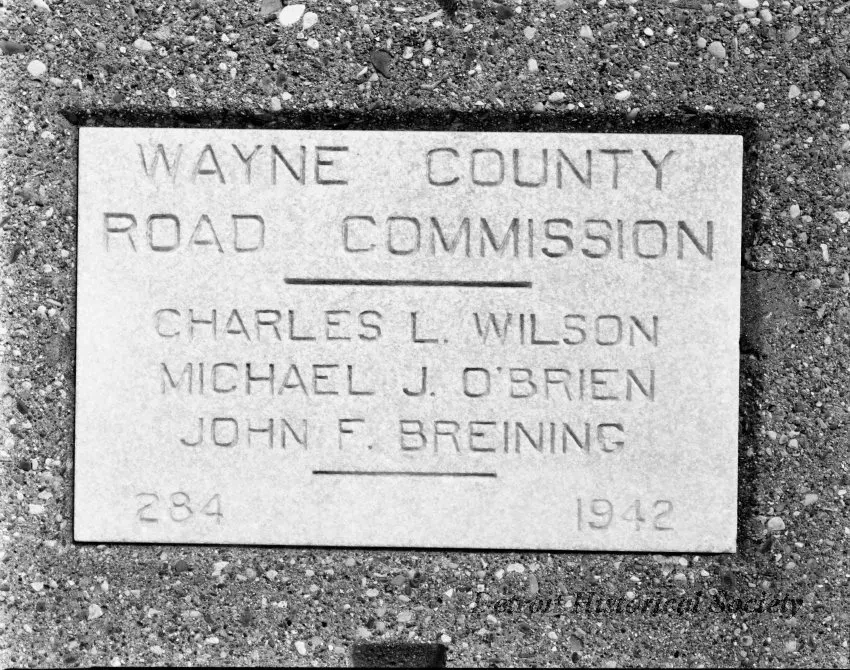 WAYNE COUNTY
ROAD COMMISSION
CHARLES L. WILSON
MICHAEL J. O'BRIEN
JOHN F. BREINING
284 1942
Detroit Historical Society